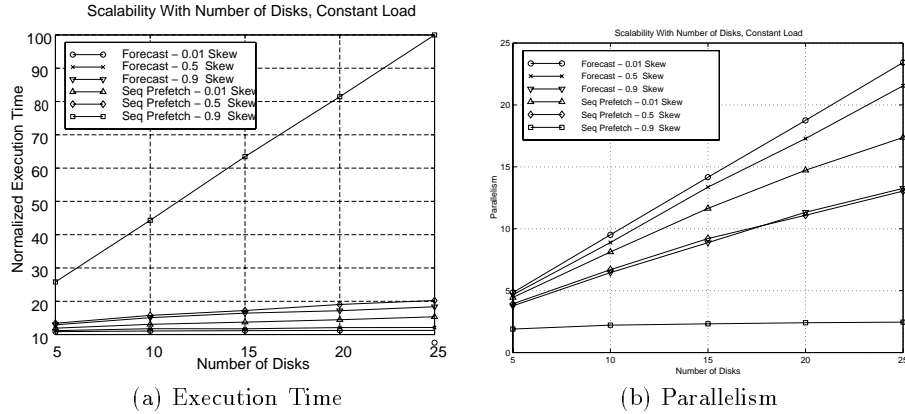 Scalability With Number of Disks, Constant Load
Normalized Execution Time
100
90
80
70
60
50
40
30
20
10
Forecast – 0.01 Skew
Forecast – 0.5 Skew
Forecast – 0.9 Skew
Seq Prefetch – 0.01 Skew
Seq Prefetch – 0.5 Skew
Seq Prefetch – 0.9 Skew
5 10 15 20 25
Number of Disks
(a) Execution Time
Scalability With Number of Disks, Constant Load
Parallelism
25
20
15
10
5
0
Forecast – 0.01 Skew
Forecast – 0.5 Skew
Forecast – 0.9 Skew
Seq Prefetch – 0.01 Skew
Seq Prefetch – 0.5 Skew
Seq Prefetch – 0.9 Skew
5 10 15 20 25
Number of Disks
(b) Parallelism